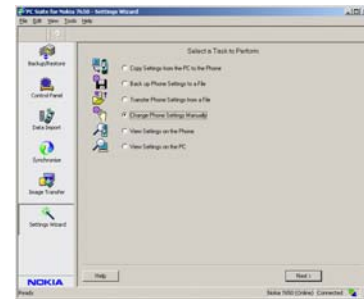 PC Suite for Nokia 7650 - Settings Wizard
File Edit View Tools Help
Select a Task to Perform:
Backup/Restore
Copy Settings from the PC to the Phone
Back up Phone Settings to a File
Control Panel
Transfer Phone Settings from a File
Change Phone Settings Manually
Data Import
View Settings on the Phone
View Settings on the PC
Synchronise
Image Transfer
Settings Wizard
NOKIA
Help
Next >
Ready
Nokia 7650 (Online) Connected